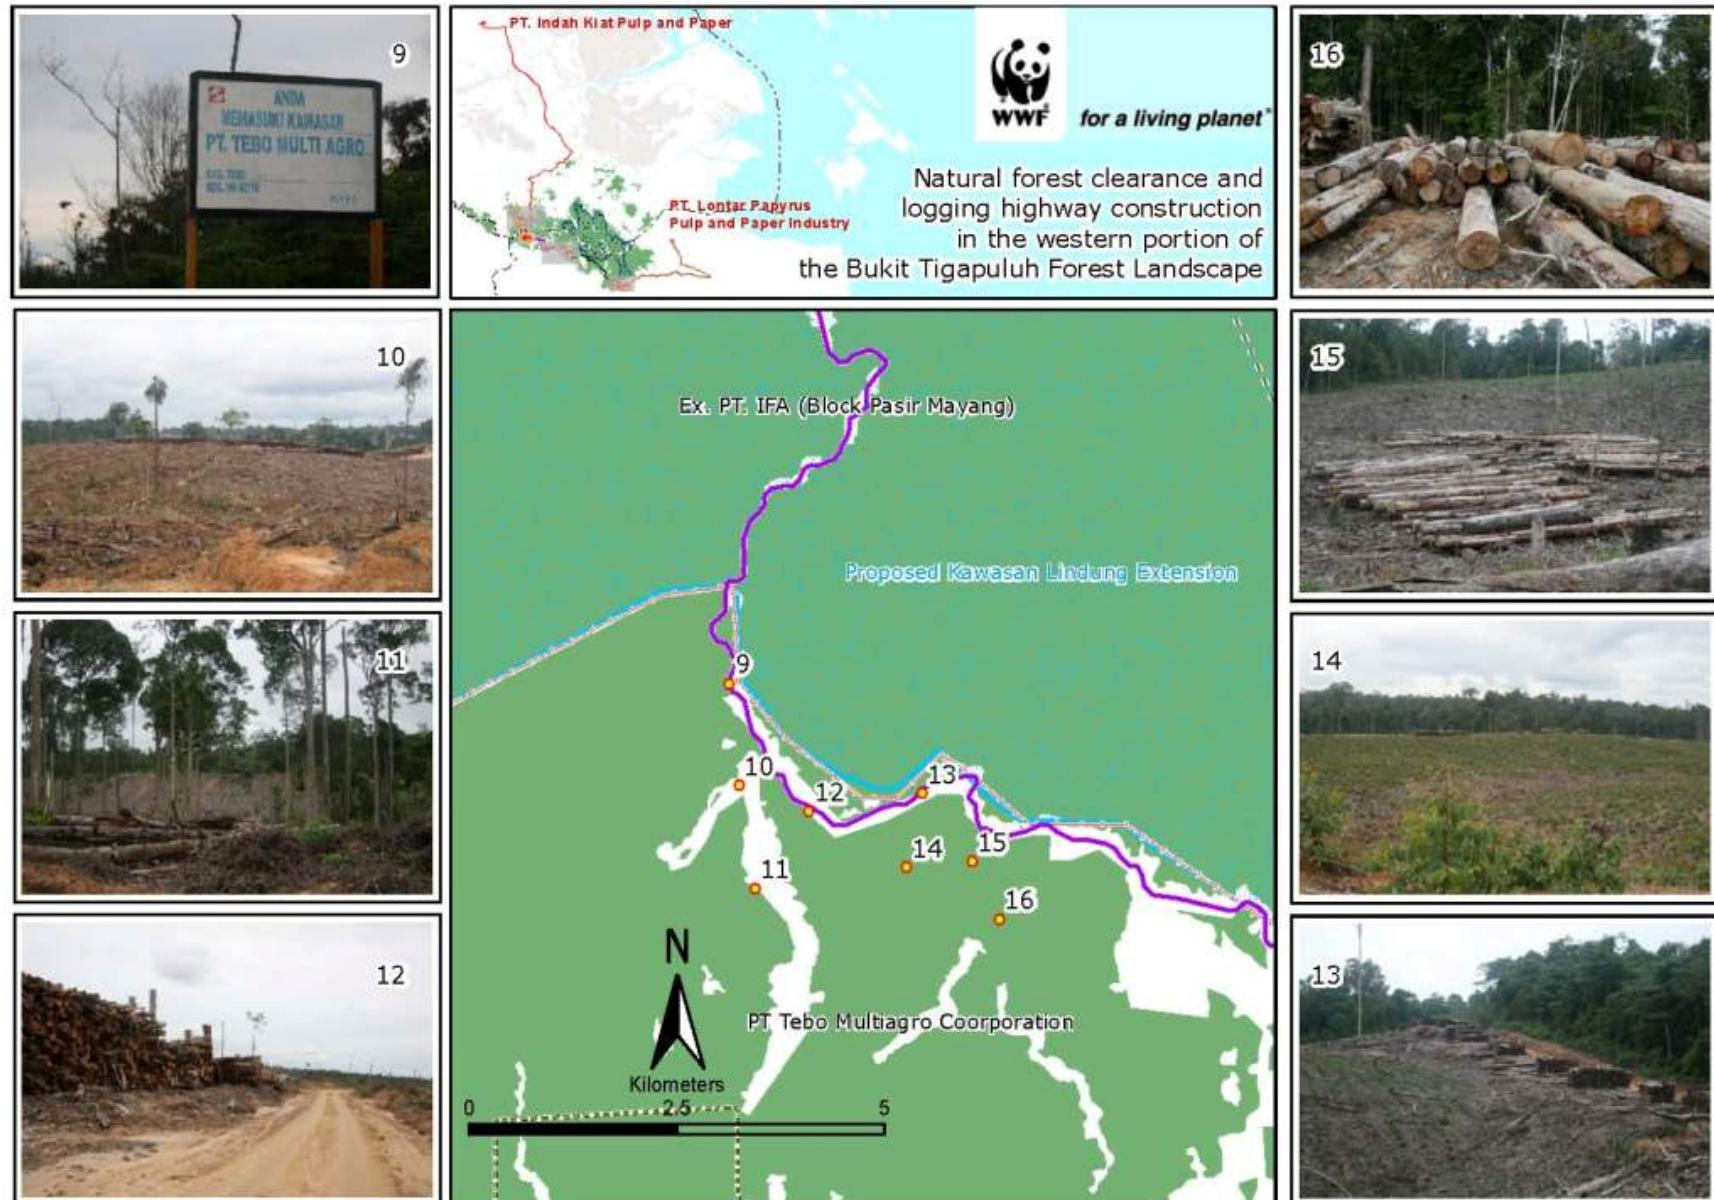 9
ANDA
MEMASUKI KAWASAN
PT. TEBO MULTI AGRO
10
11
12
PT. Indah Kiat Pulp and Paper
PT. Lontar Papyrus
Pulp and Paper Industry
WWF
for a living planet®
Natural forest clearance and
logging highway construction
in the western portion of
the Bukit Tigapuluh Forest Landscape
Ex. PT. IFA (Block Pasir Mayang)
Proposed Kawasan Lindung Extension
9
10
12
13
14
15
11
16
PT Tebo Multiagro Coorporation
N
Kilometers
0 2.5 5
16
15
14
13